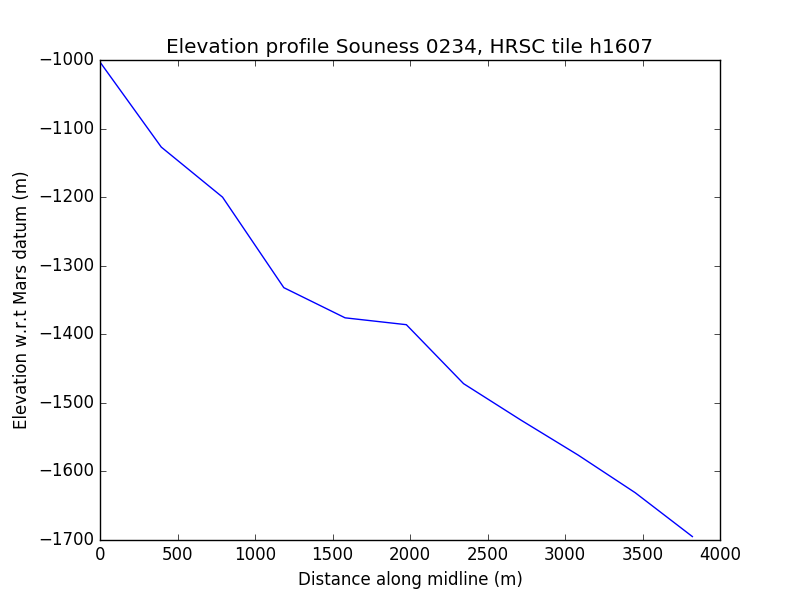 Elevation profile Souness 0234, HRSC tile h1607
−1000
−1100
−1200
−1300
−1400
−1500
−1600
−1700
Elevation w.r.t Mars datum (m)
0 500 1000 1500 2000 2500 3000 3500 4000
Distance along midline (m)